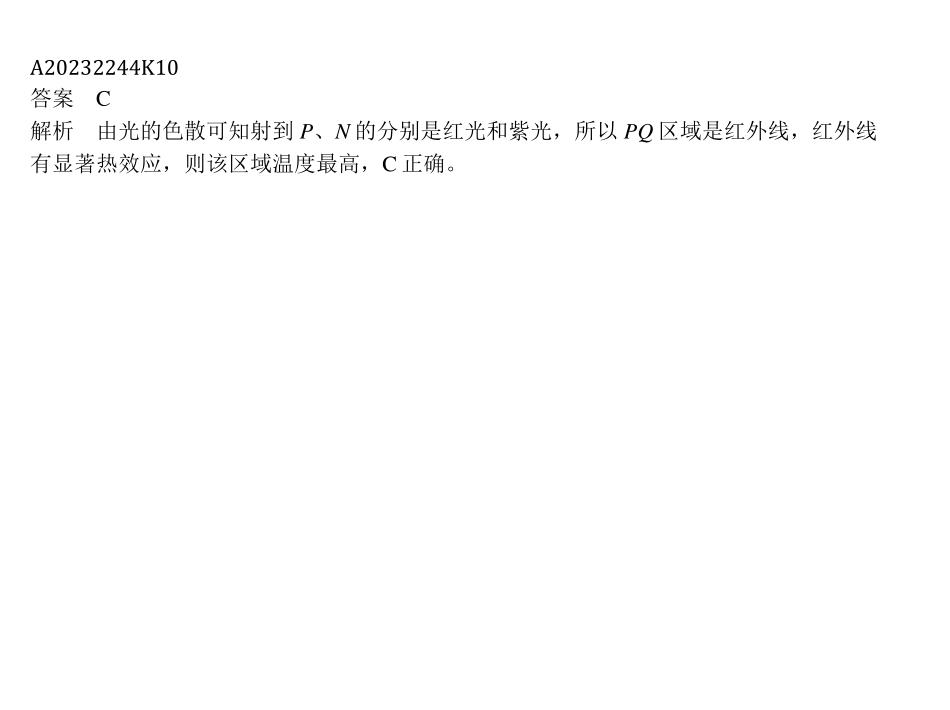 A20232244K10
答案 C
解析 由光的色散可知射到 P、N 的分别是红光和紫光，所以 PQ 区域是红外线，红外线
有显著热效应，则该区域温度最高，C 正确。